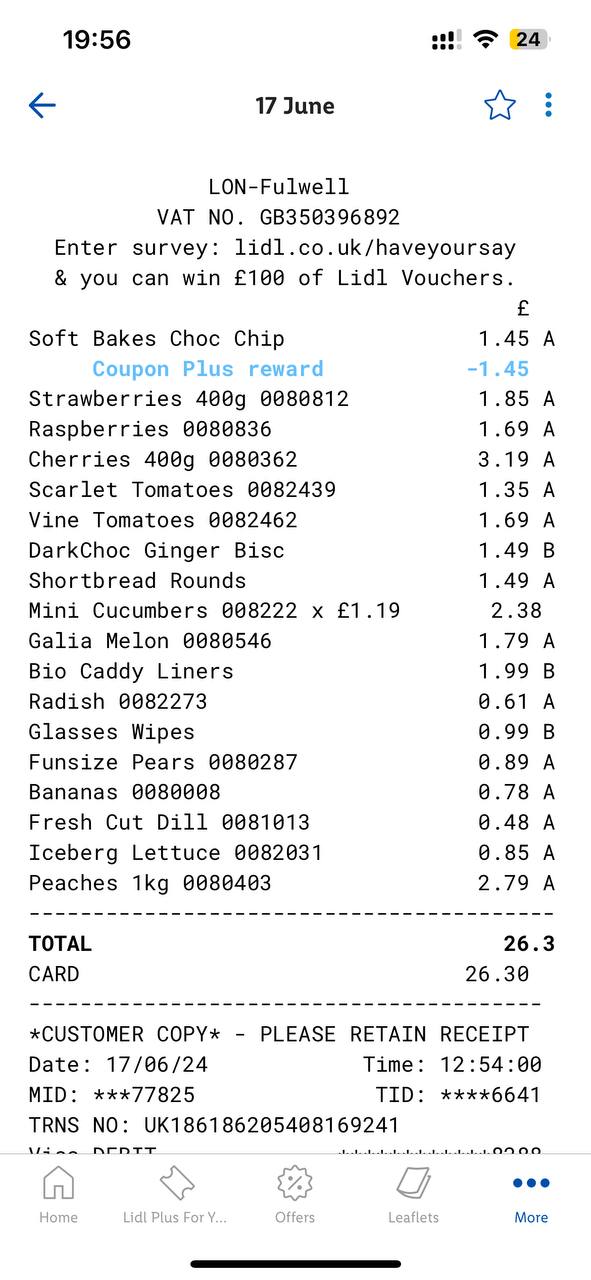 19:56
24
17 June
LON-Fulwell
VAT NO. GB350396892
Enter survey: lidl.co.uk/haveyoursay
& you can win £100 of Lidl Vouchers.
£
Soft Bakes Choc Chip 1.45 A
Coupon Plus reward -1.45
Strawberries 400g 0080812 1.85 A
Raspberries 0080836 1.69 A
Cherries 400g 0080362 3.19 A
Scarlet Tomatoes 0082439 1.35 A
Vine Tomatoes 0082462 1.69 A
DarkChoc Ginger Bisc 1.49 B
Shortbread Rounds 1.49 A
Mini Cucumbers 008222 x £1.19 2.38
Galia Melon 0080546 1.79 A
Bio Caddy Liners 1.99 B
Radish 0082273 0.61 A
Glasses Wipes 0.99 B
Funsize Pears 0080287 0.89 A
Bananas 0080008 0.78 A
Fresh Cut Dill 0081013 0.48 A
Iceberg Lettuce 0082031 0.85 A
Peaches 1kg 0080403 2.79 A
-----------------------------------------
TOTAL 26.3
CARD 26.30
----------------------------------------
*CUSTOMER COPY* - PLEASE RETAIN RECEIPT
Date: 17/06/24 Time: 12:54:00
MID: ***77825 TID: ****6641
TRNS NO: UK186186205408169241
Home Lidl Plus For Y... Offers Leaflets More